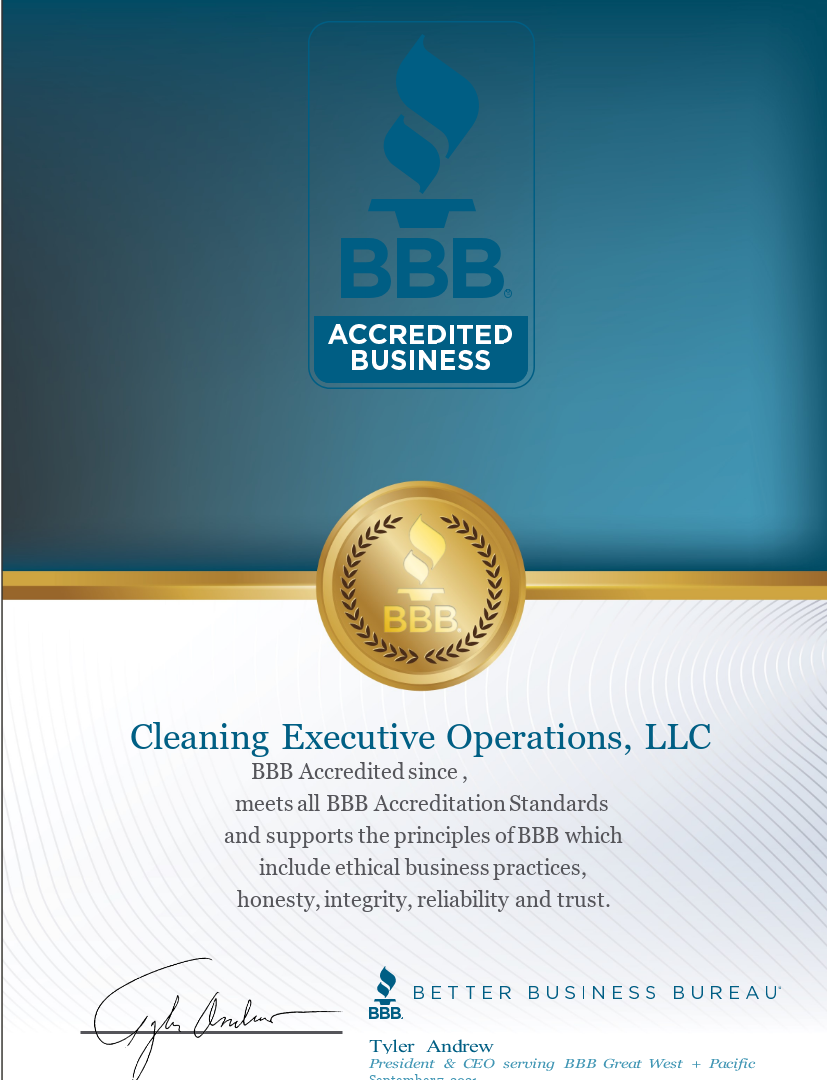 BBB®
ACCREDITED
BUSINESS
BBB®
Cleaning Executive Operations, LLC
BBB Accredited since ,
meets all BBB Accreditation Standards
and supports the principles of BBB which
include ethical business practices,
honesty, integrity, reliability and trust.
Tyler Andrew
BBB®
BETTER BUSINESS BUREAU
Tyler Andrew
President & CEO serving BBB Great West + Pacific